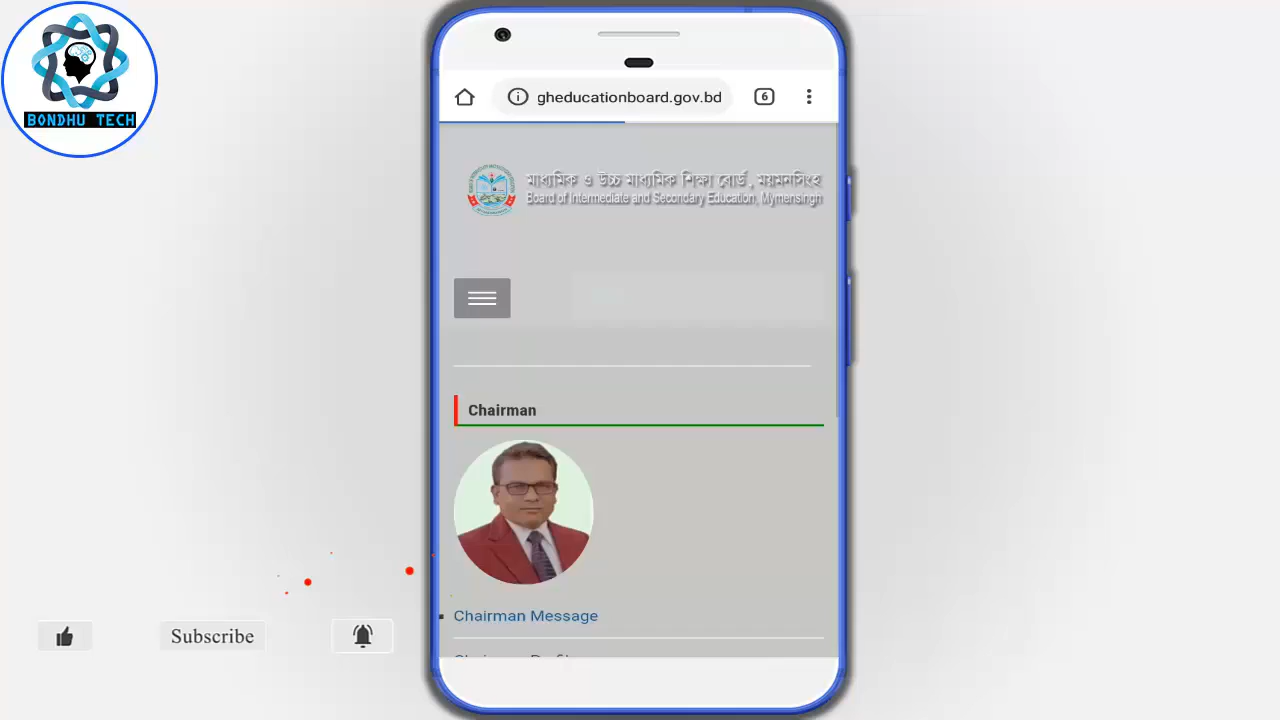 BONDHU TECH
gheducationboard.gov.bd
6
মাধ্যমিক ও উচ্চ মাধ্যমিক শিক্ষা বোর্ড, ময়মনসিংহ
Board of Intermediate and Secondary Education, Mymensingh
Chairman
Chairman Message
Subscribe